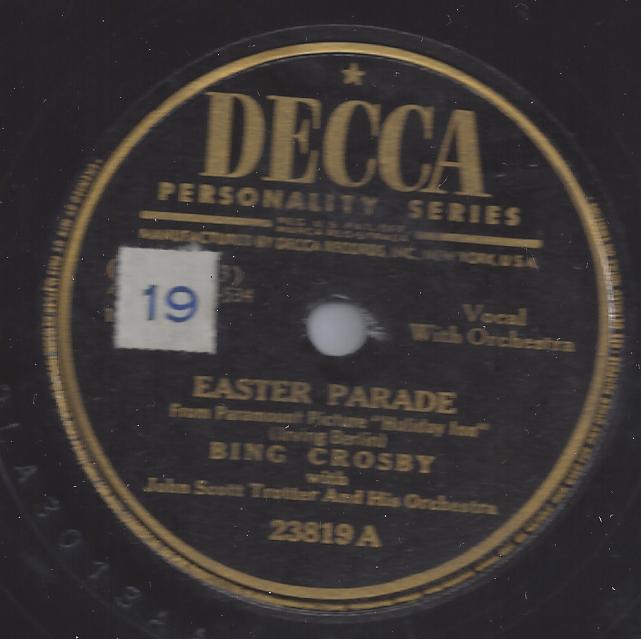 DECCA
PERSONALITY SERIES
MANUFACTURED BY DECCA RECORDS, INC., NEW YORK, U.S.A.
19
Vocal
With Orchestra
EASTER PARADE
From Paramount Picture "Holiday Inn"
(Irving Berlin)
BING CROSBY
with
John Scott Trotter And His Orchestra
23819 A